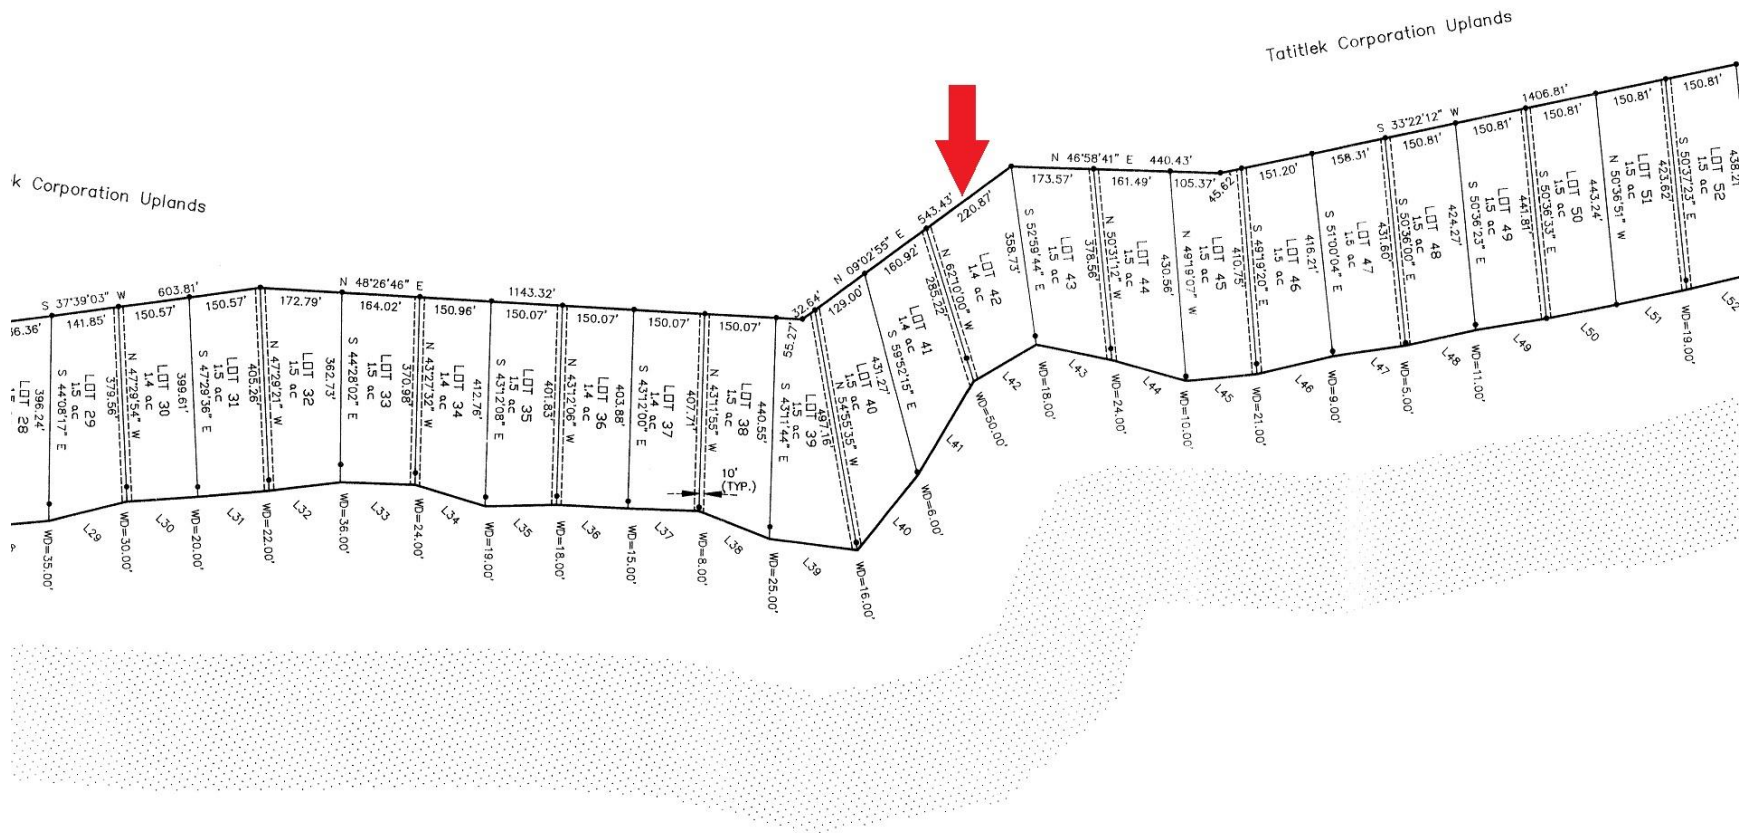 Tatitlek Corporation Uplands
k Corporation Uplands
S 37°39'03" W
603.81'
36.36'
141.85'
150.57'
150.57'
172.79'
N 48°26'46" E
1143.32'
164.02'
150.96'
150.07'
150.07'
150.07'
150.07'
55.27'
32.64'
129.00'
N 09°02'55" E
543.43'
160.92'
220.87'
N 46°58'41" E
440.43'
173.57'
161.49'
105.37'
45.62'
151.20'
158.31'
S 33°22'12" W
1406.81'
150.81'
150.81'
150.81'
150.81'
150.81'
LOT 28
396.24'
S 44°08'17" E
LOT 29
1.5 ac
379.56'
N 47°29'54" W
LOT 30
1.4 ac
399.61'
S 47°29'36" E
LOT 31
1.5 ac
405.26'
N 47°29'21" W
LOT 32
1.5 ac
362.73'
S 44°28'02" E
LOT 33
1.5 ac
370.98'
N 43°27'32" W
LOT 34
1.4 ac
412.76'
S 43°12'08" E
LOT 35
1.5 ac
401.83'
N 43°12'06" W
LOT 36
1.4 ac
403.88'
S 43°12'00" E
LOT 37
1.4 ac
407.71'
N 43°11'55" W
LOT 38
1.5 ac
440.55'
S 43°11'44" E
LOT 39
1.5 ac
497.16'
N 54°55'35" W
LOT 40
1.5 ac
431.27'
S 59°52'15" E
LOT 41
1.4 ac
285.22'
N 62°10'00" W
LOT 42
1.4 ac
358.73'
S 52°59'44" E
LOT 43
1.5 ac
378.56'
N 50°31'12" W
LOT 44
1.5 ac
430.56'
N 49°19'07" W
LOT 45
1.5 ac
410.75'
S 49°19'20" E
LOT 46
1.5 ac
416.21'
S 51°00'04" E
LOT 47
1.5 ac
431.60'
S 50°36'00" E
LOT 48
1.5 ac
424.27'
S 50°36'23" E
LOT 49
1.5 ac
441.81'
S 50°36'33" E
LOT 50
1.5 ac
443.24'
N 50°36'51" W
LOT 51
1.5 ac
423.62'
S 50°37'23" E
LOT 52
1.5 ac
438.21
10'
(TYP.)
L29
L30
L31
L32
L33
L34
L35
L36
L37
L38
L39
L40
L41
L42
L43
L44
L45
L46
L47
L48
L49
L50
L51
L52
WD=35.00'
WD=30.00'
WD=20.00'
WD=22.00'
WD=36.00'
WD=24.00'
WD=19.00'
WD=18.00'
WD=15.00'
WD=8.00'
WD=25.00'
WD=16.00'
WD=6.00'
WD=50.00'
WD=18.00'
WD=24.00'
WD=10.00'
WD=21.00'
WD=9.00'
WD=5.00'
WD=11.00'
WD=19.00'